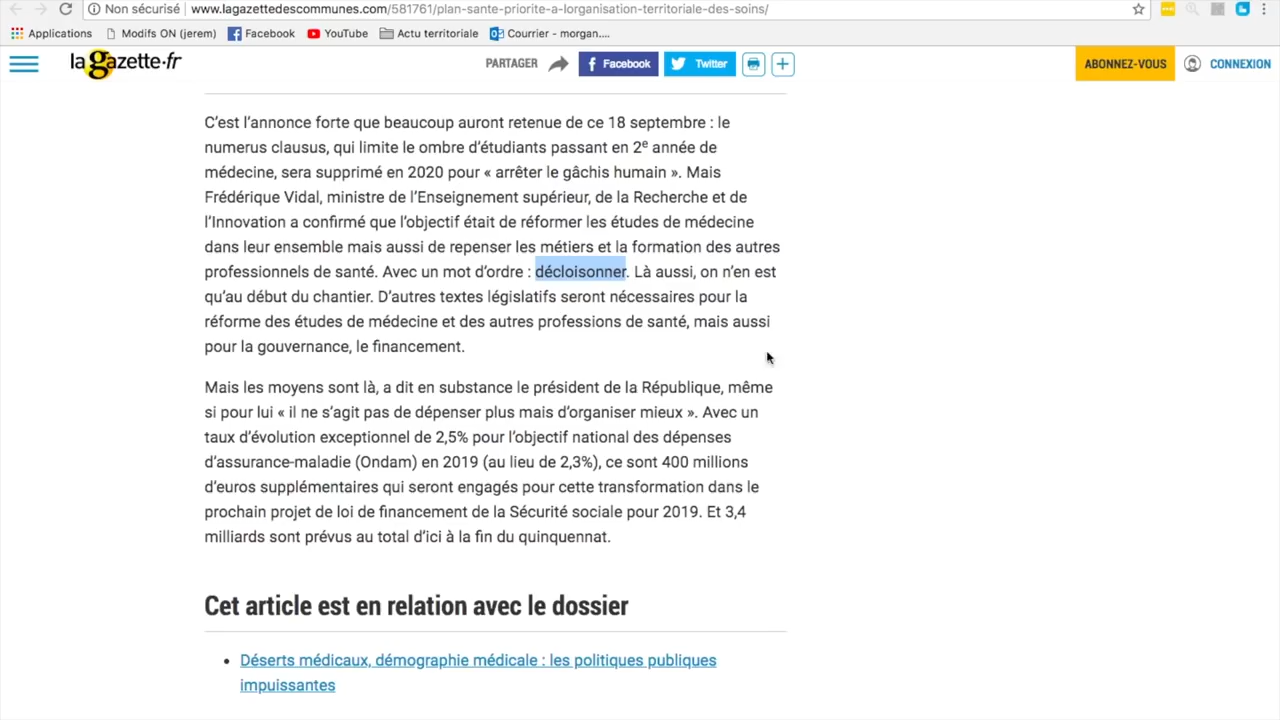 Non sécurisé | www.lagazettedescommunes.com/581761/plan-sante-priorite-a-lorganisation-territoriale-des-soins/
Applications Modifs ON (jerem) Facebook YouTube Actu territoriale Courrier - morgan....
la gazette·fr PARTAGER Facebook Twitter ABONNEZ-VOUS CONNEXION
C’est l’annonce forte que beaucoup auront retenue de ce 18 septembre : le
numerus clausus, qui limite le ombre d’étudiants passant en 2e année de
médecine, sera supprimé en 2020 pour « arrêter le gâchis humain ». Mais
Frédérique Vidal, ministre de l’Enseignement supérieur, de la Recherche et de
l’Innovation a confirmé que l’objectif était de réformer les études de médecine
dans leur ensemble mais aussi de repenser les métiers et la formation des autres
professionnels de santé. Avec un mot d’ordre : décloisonner. Là aussi, on n’en est
qu’au début du chantier. D’autres textes législatifs seront nécessaires pour la
réforme des études de médecine et des autres professions de santé, mais aussi
pour la gouvernance, le financement.
Mais les moyens sont là, a dit en substance le président de la République, même
si pour lui « il ne s’agit pas de dépenser plus mais d’organiser mieux ». Avec un
taux d’évolution exceptionnel de 2,5% pour l’objectif national des dépenses
d’assurance-maladie (Ondam) en 2019 (au lieu de 2,3%), ce sont 400 millions
d’euros supplémentaires qui seront engagés pour cette transformation dans le
prochain projet de loi de financement de la Sécurité sociale pour 2019. Et 3,4
milliards sont prévus au total d’ici à la fin du quinquennat.
Cet article est en relation avec le dossier
• Déserts médicaux, démographie médicale : les politiques publiques
impuissantes